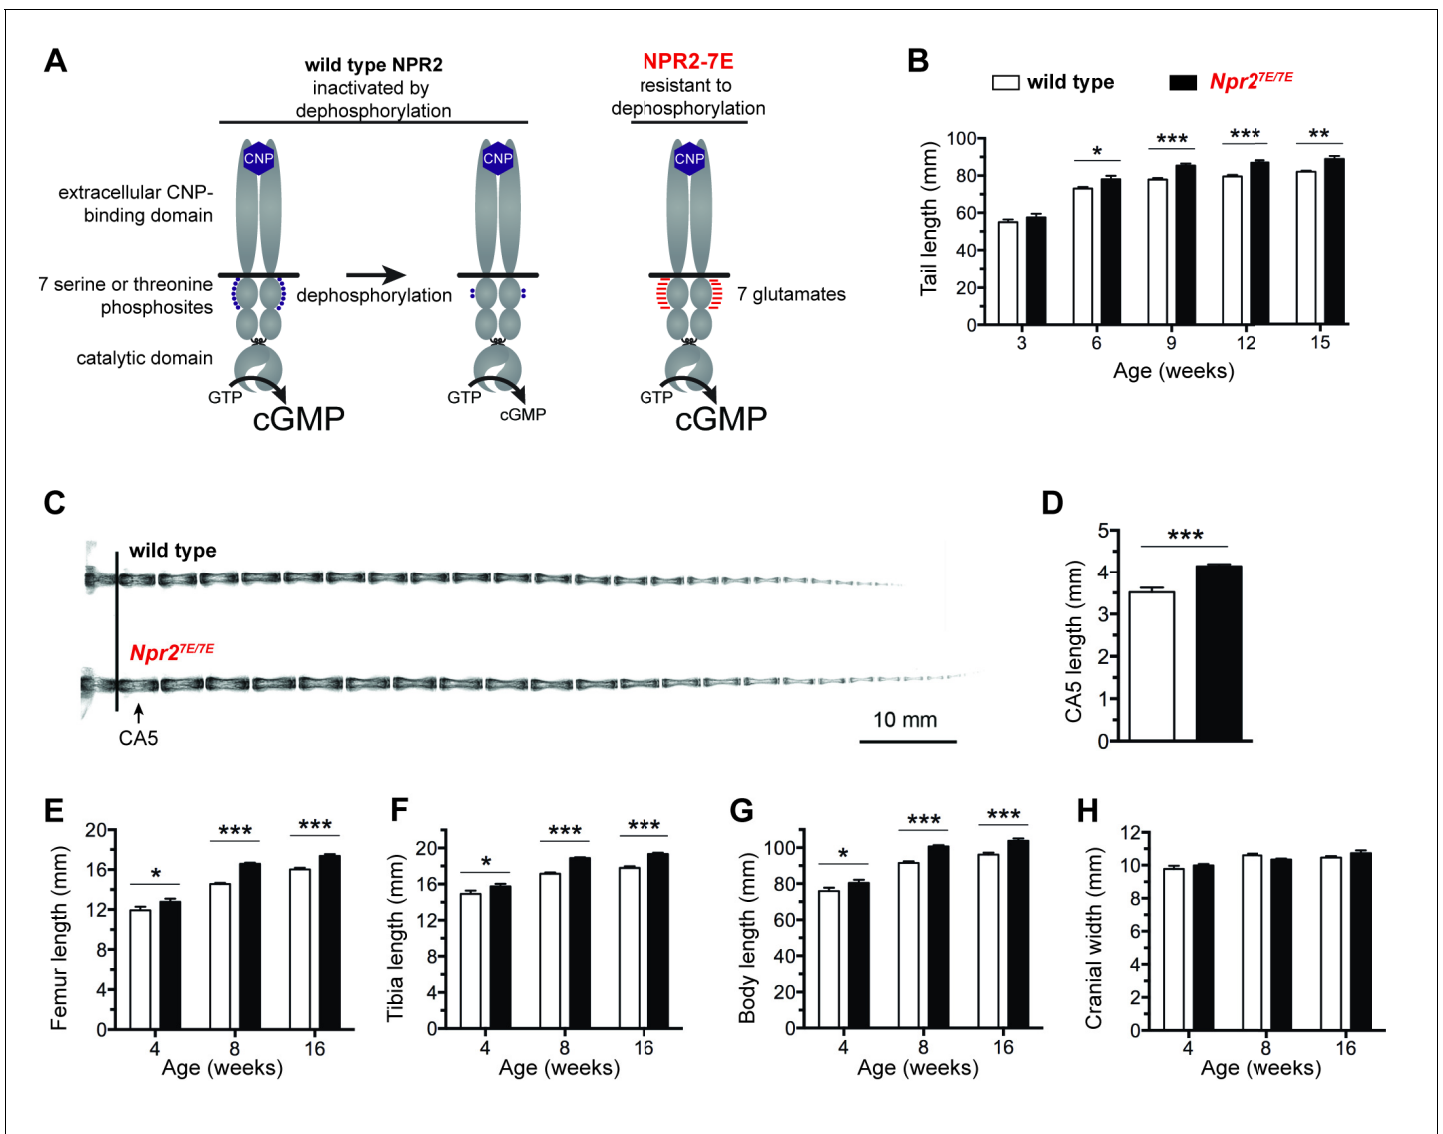 A
wild type NPR2
inactivated by
dephosphorylation
NPR2-7E
resistant to
dephosphorylation
CNP
CNP
CNP
extracellular CNP-
binding domain
7 serine or threonine
phosphosites
dephosphorylation
7 glutamates
catalytic domain
GTP
cGMP
GTP
cGMP
GTP
cGMP
B
wild type
Npr27E/7E
Tail length (mm)
100
80
60
40
20
0
*
***
***
**
3 6 9 12 15
Age (weeks)
C
wild type
Npr27E/7E
CA5
10 mm
D
CA5 length (mm)
5
4
3
2
1
0
***
E
Femur length (mm)
20
16
12
8
4
0
*
***
***
4 8 16
Age (weeks)
F
Tibia length (mm)
20
16
12
8
4
0
*
***
***
4 8 16
Age (weeks)
G
Body length (mm)
100
80
60
40
20
0
*
***
***
4 8 16
Age (weeks)
H
Cranial width (mm)
12
10
8
6
4
2
0
4 8 16
Age (weeks)